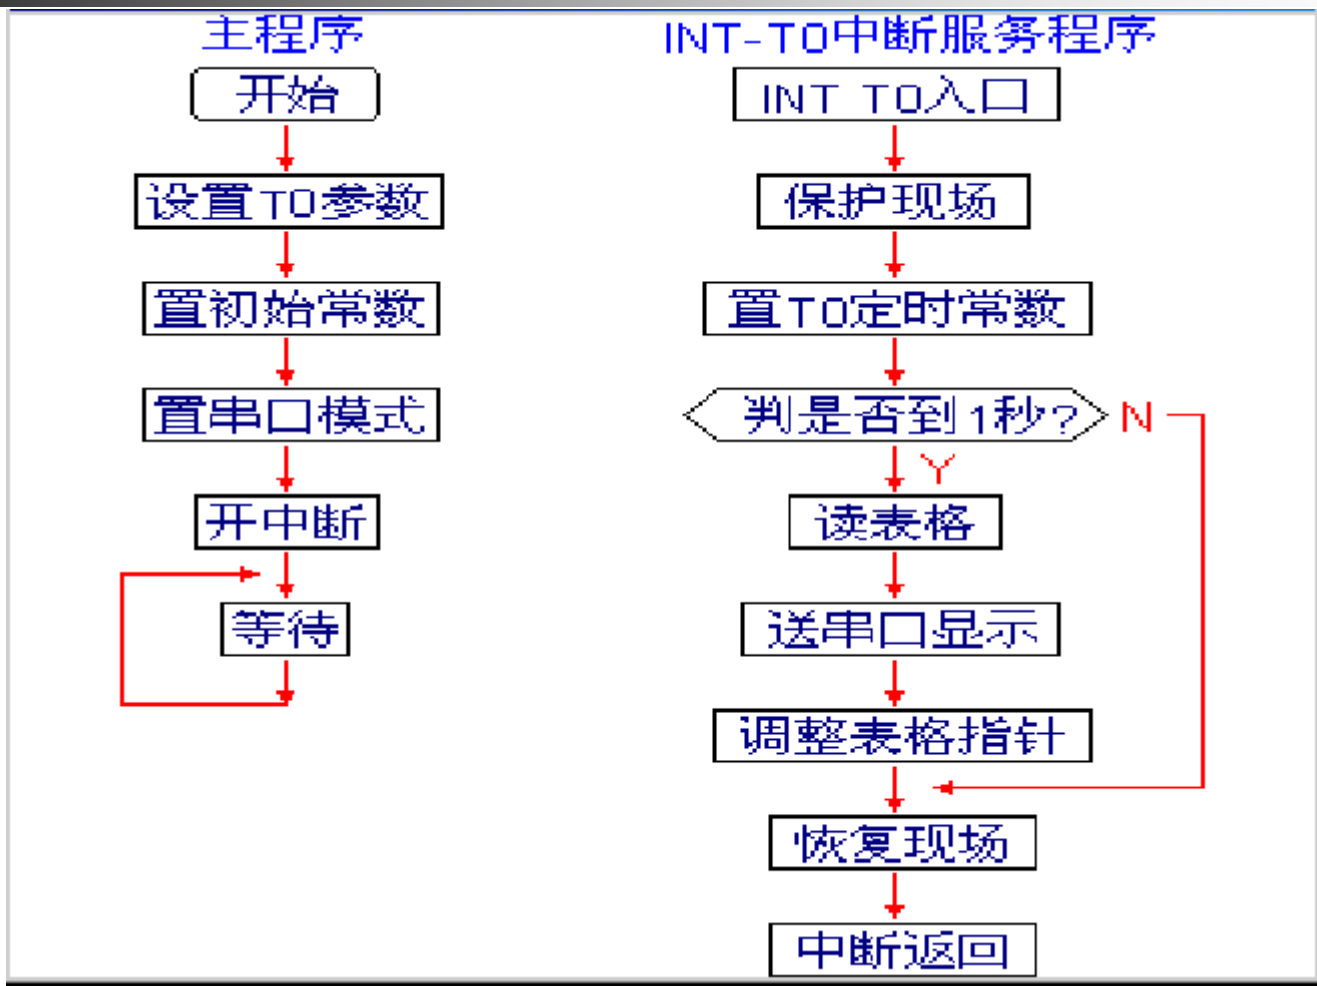 主程序
开始
设置T0参数
置初始常数
置串口模式
开中断
等待
INT-T0中断服务程序
INT T0入口
保护现场
置T0定时常数
判是否到1秒?
N
Y
读表格
送串口显示
调整表格指针
恢复现场
中断返回